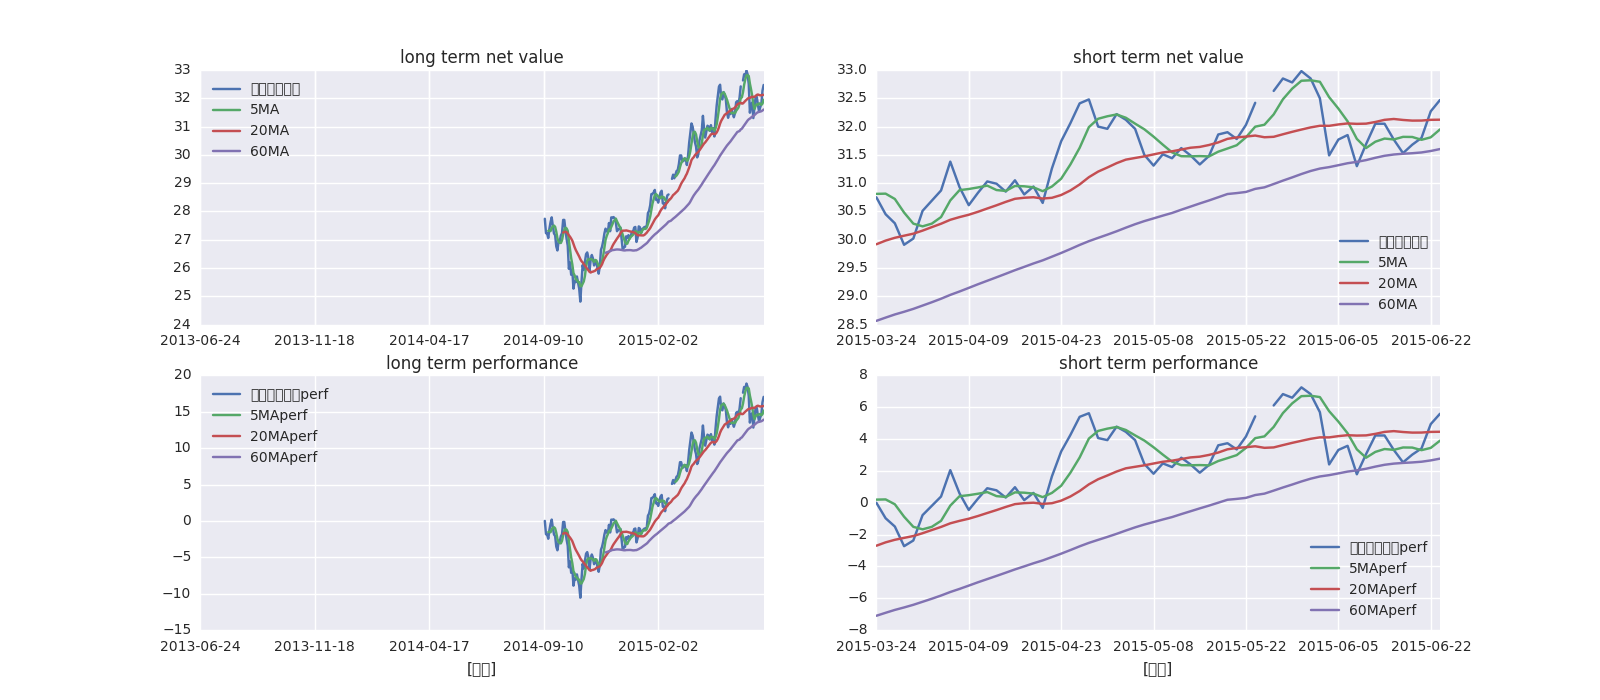 long term net value
33
32
31
30
29
28
27
26
25
24
5MA
20MA
60MA
2013-06-24 2013-11-18 2014-04-17 2014-09-10 2015-02-02
short term net value
33.0
32.5
32.0
31.5
31.0
30.5
30.0
29.5
29.0
28.5
5MA
20MA
60MA
2015-03-24 2015-04-09 2015-04-23 2015-05-08 2015-05-22 2015-06-05 2015-06-22
long term performance
20
15
10
5
0
−5
−10
−15
perf
5MAperf
20MAperf
60MAperf
2013-06-24 2013-11-18 2014-04-17 2014-09-10 2015-02-02
short term performance
8
6
4
2
0
−2
−4
−6
−8
perf
5MAperf
20MAperf
60MAperf
2015-03-24 2015-04-09 2015-04-23 2015-05-08 2015-05-22 2015-06-05 2015-06-22